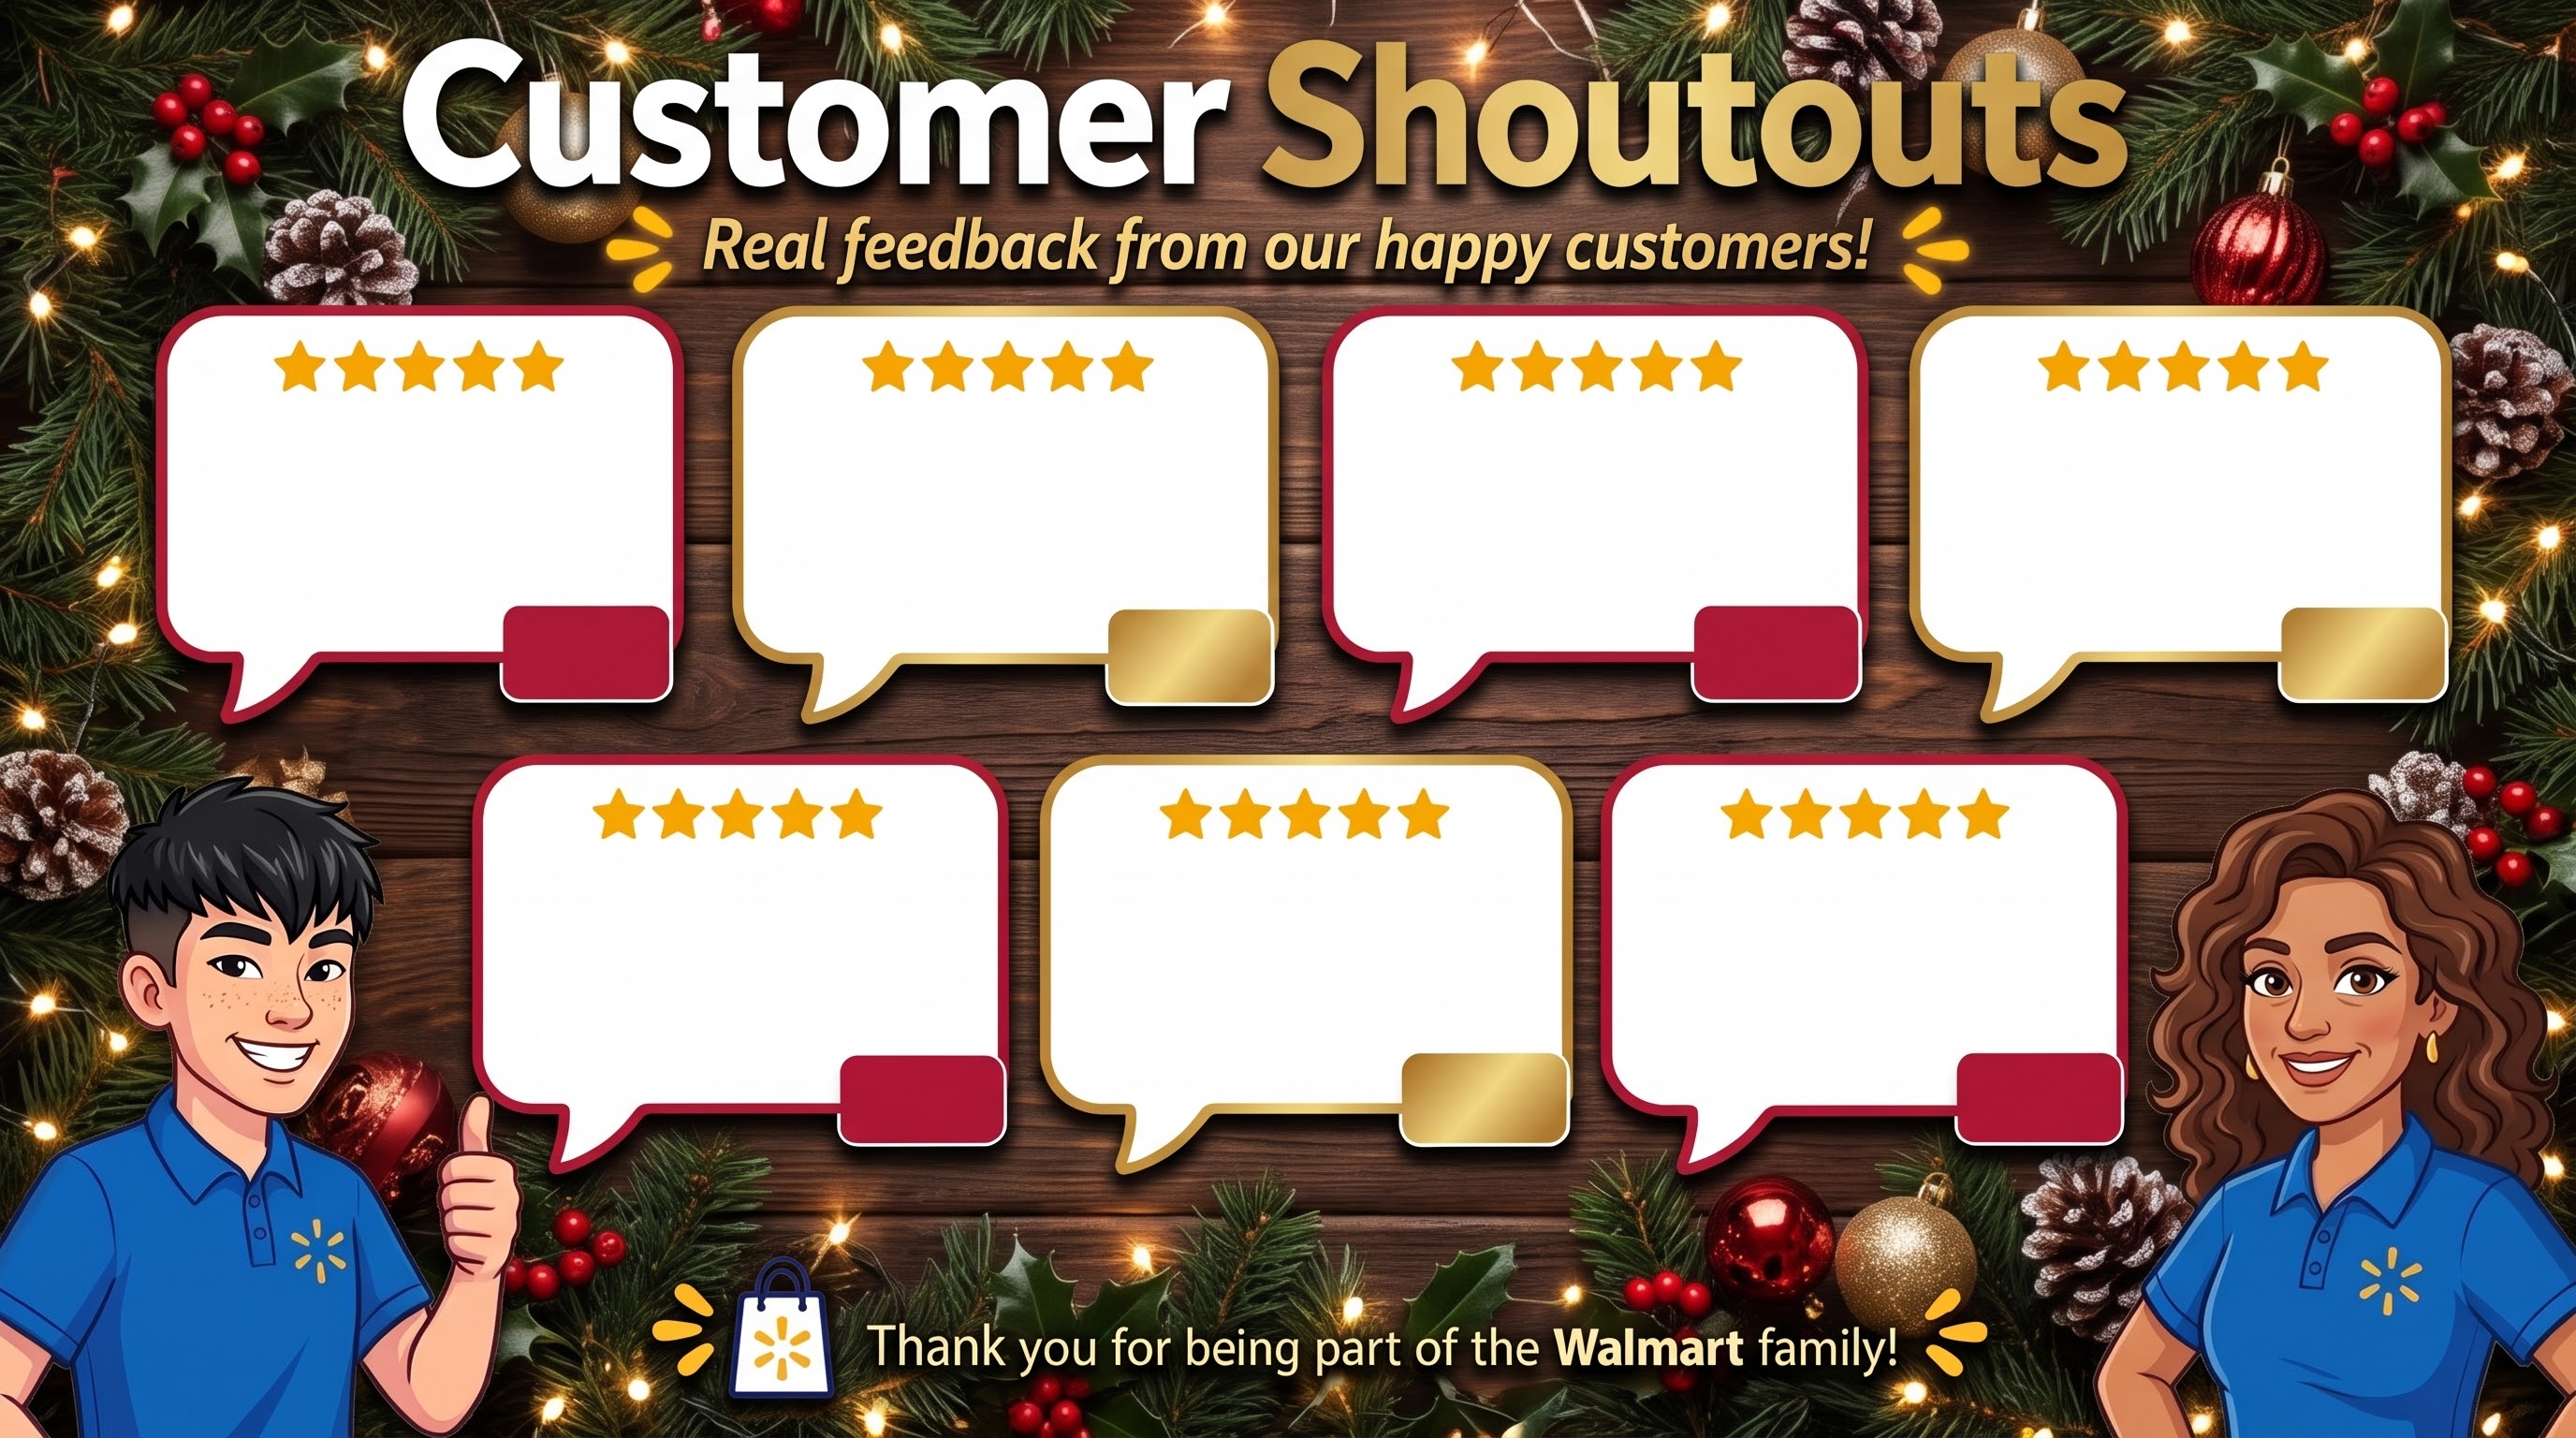 Customer Shoutouts
Real feedback from our happy customers!
Thank you for being part of the Walmart family!